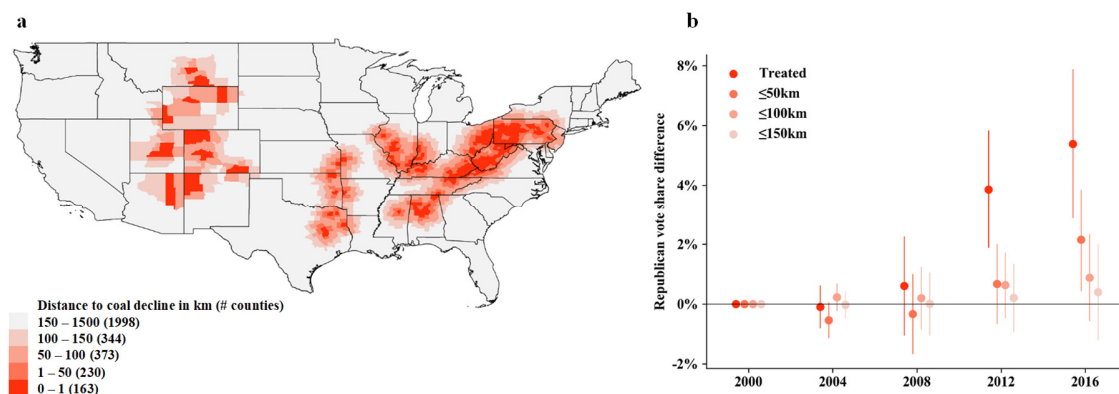 a
Distance to coal decline in km (# counties)
150 – 1500 (1998)
100 – 150 (344)
50 – 100 (373)
1 – 50 (230)
0 – 1 (163)
b
Republican vote share difference
8%
6%
4%
2%
0%
-2%
Treated
≤50km
≤100km
≤150km
2000
2004
2008
2012
2016